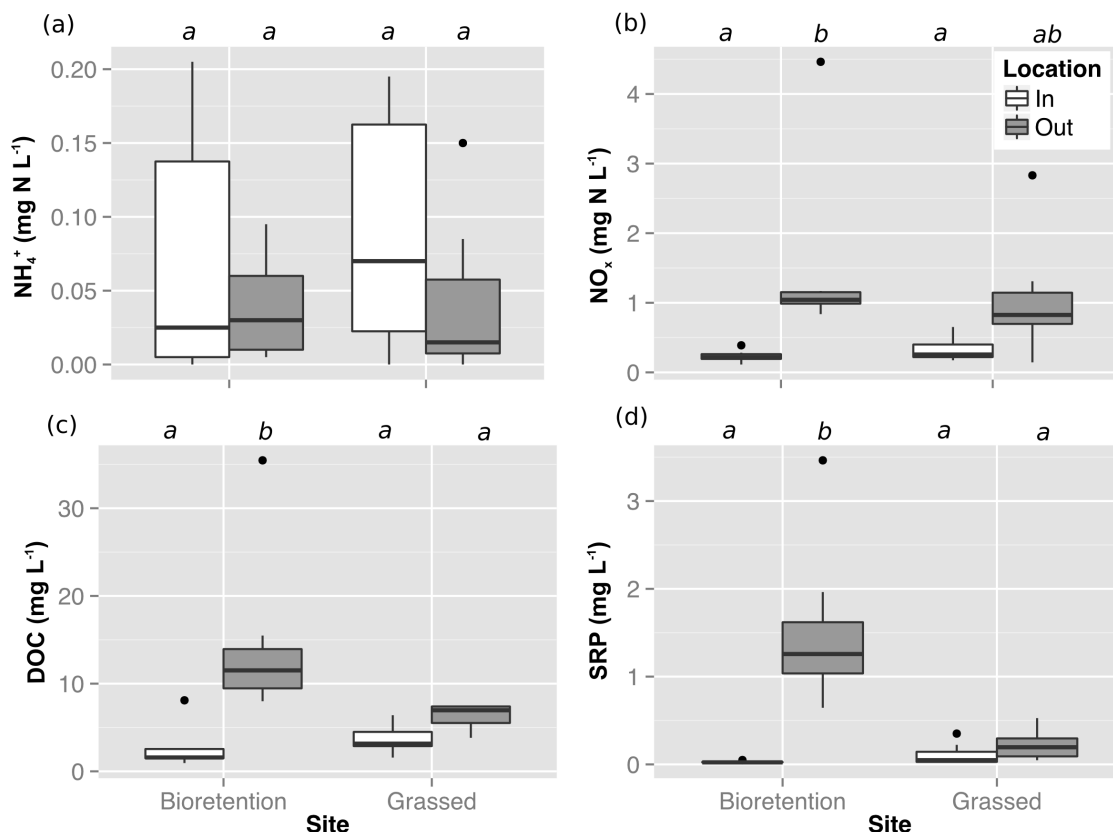 (a)
a a a a
0.20
0.15
0.10
0.05
0.00
NH₄⁺ (mg N L⁻¹)
(b)
a b a ab
4
3
2
1
0
NOₓ (mg N L⁻¹)
Location
In
Out
(c)
a b a a
30
20
10
0
DOC (mg L⁻¹)
Bioretention Grassed
Site
(d)
a b a a
3
2
1
0
SRP (mg L⁻¹)
Bioretention Grassed
Site